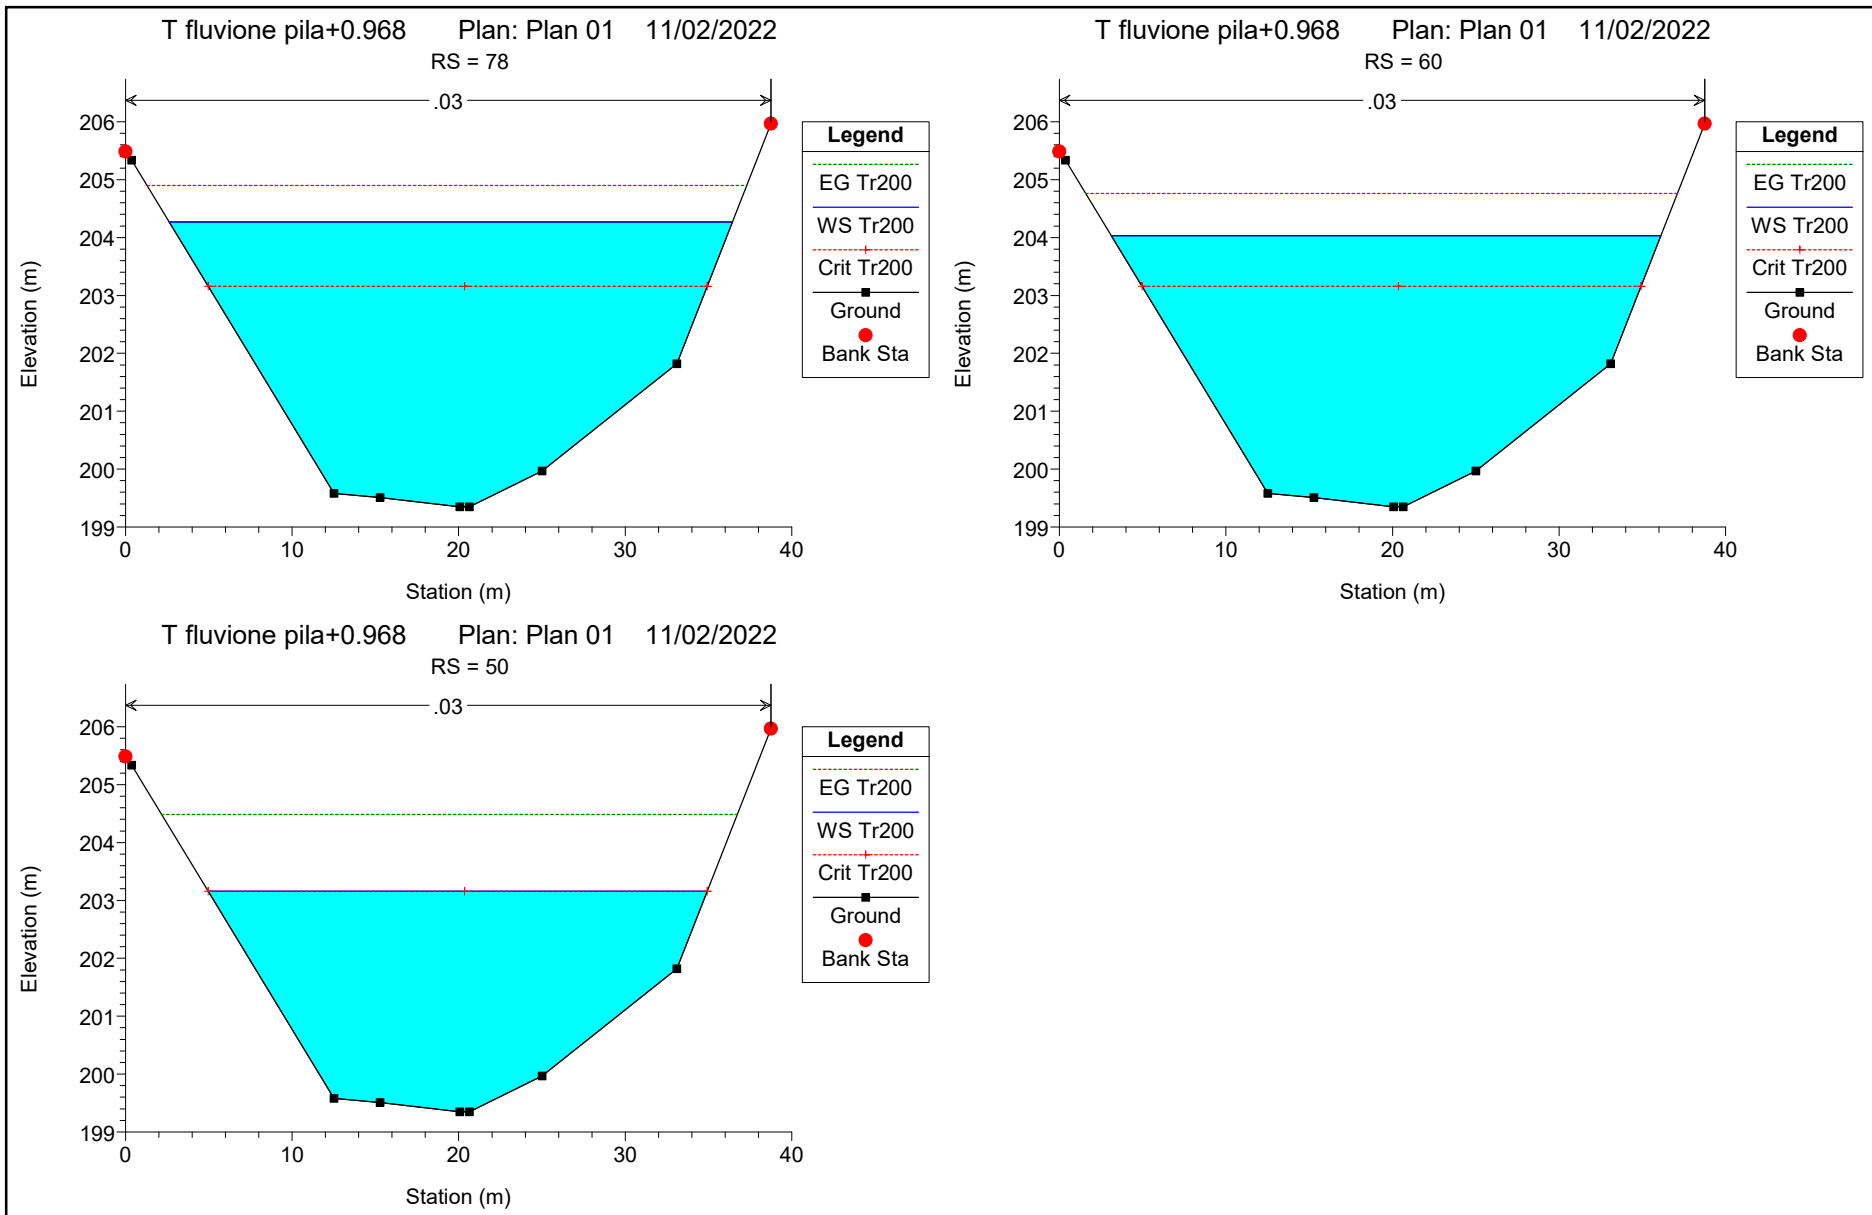 T fluvione pila+0.968 Plan: Plan 01 11/02/2022
RS = 78
.03
206
205
204
203
202
201
200
199
Elevation (m)
0 10 20 30 40
Station (m)
Legend
EG Tr200
WS Tr200
Crit Tr200
Ground
Bank Sta
T fluvione pila+0.968 Plan: Plan 01 11/02/2022
RS = 60
.03
206
205
204
203
202
201
200
199
Elevation (m)
0 10 20 30 40
Station (m)
Legend
EG Tr200
WS Tr200
Crit Tr200
Ground
Bank Sta
T fluvione pila+0.968 Plan: Plan 01 11/02/2022
RS = 50
.03
206
205
204
203
202
201
200
199
Elevation (m)
0 10 20 30 40
Station (m)
Legend
EG Tr200
WS Tr200
Crit Tr200
Ground
Bank Sta